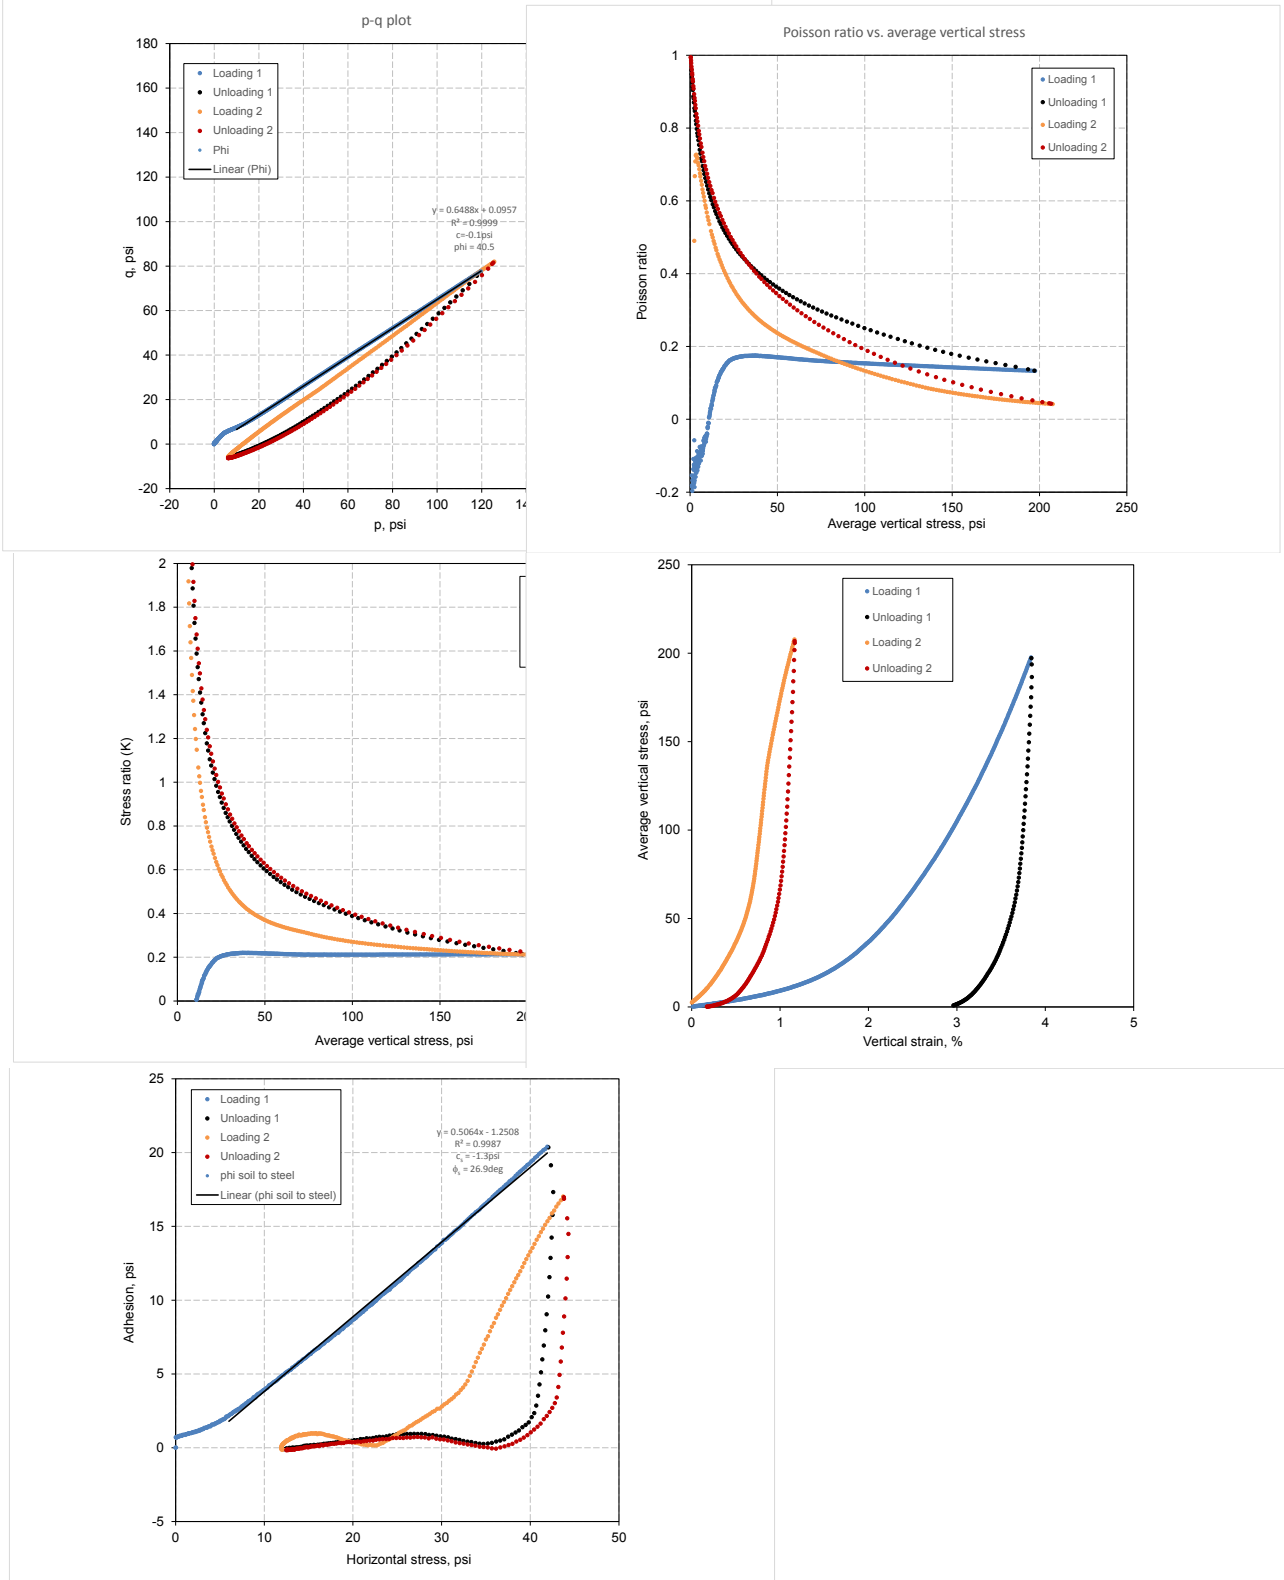 p-q plot
180
160
140
120
100
80
60
40
20
0
-20
-20
0
20
40
60
80
100
120
14
q, psi
p, psi
Loading 1
Unloading 1
Loading 2
Unloading 2
Phi
Linear (Phi)
y = 0.6488x + 0.0957
R² = 0.9999
c=-0.1psi
phi = 40.5
Poisson ratio vs. average vertical stress
1
0.8
0.6
0.4
0.2
0
-0.2
0
50
100
150
200
250
Poisson ratio
Average vertical stress, psi
Loading 1
Unloading 1
Loading 2
Unloading 2
2
1.8
1.6
1.4
1.2
1
0.8
0.6
0.4
0.2
0
0
50
100
150
20
Stress ratio (K)
Average vertical stress, psi
250
200
150
100
50
0
0
1
2
3
4
5
Average vertical stress, psi
Vertical strain, %
Loading 1
Unloading 1
Loading 2
Unloading 2
25
20
15
10
5
0
-5
0
10
20
30
40
50
Adhesion, psi
Horizontal stress, psi
Loading 1
Unloading 1
Loading 2
Unloading 2
phi soil to steel
Linear (phi soil to steel)
y = 0.5064x - 1.2508
R² = 0.9987
cₛ = -1.3psi
ϕₛ = 26.9deg